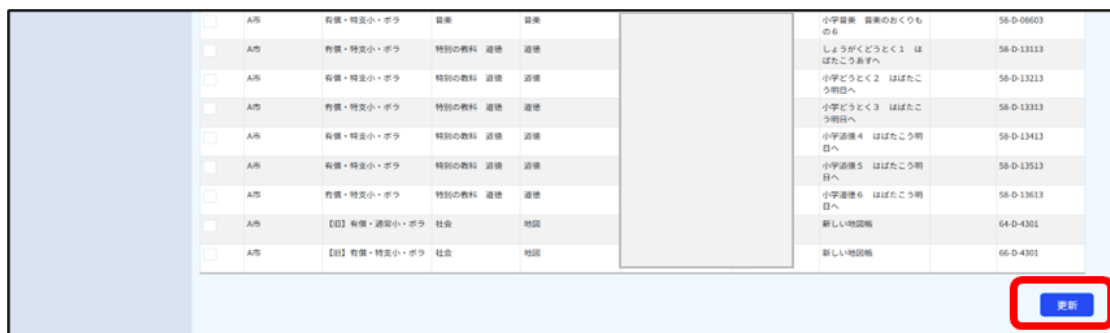 A市 有償・特支小・ボラ 音楽 音楽 小学音楽 音楽のおくりも 58-D-08603
の6
A市 有償・特支小・ボラ 特別の教科 道徳 道徳 しょうがくどうとく1 は 58-D-13113
ばたこうあすへ
A市 有償・特支小・ボラ 特別の教科 道徳 道徳 小学どうとく2 はばたこ 58-D-13213
う明日へ
A市 有償・特支小・ボラ 特別の教科 道徳 道徳 小学どうとく3 はばたこ 58-D-13313
う明日へ
A市 有償・特支小・ボラ 特別の教科 道徳 道徳 小学道徳4 はばたこう明 58-D-13413
日へ
A市 有償・特支小・ボラ 特別の教科 道徳 道徳 小学道徳5 はばたこう明 58-D-13513
日へ
A市 有償・特支小・ボラ 特別の教科 道徳 道徳 小学道徳6 はばたこう明 58-D-13613
日へ
A市 【旧】有償・通常小・ボラ 社会 地図 新しい地図帳 64-D-4301
A市 【旧】有償・特支小・ボラ 社会 地図 新しい地図帳 66-D-4301
更新